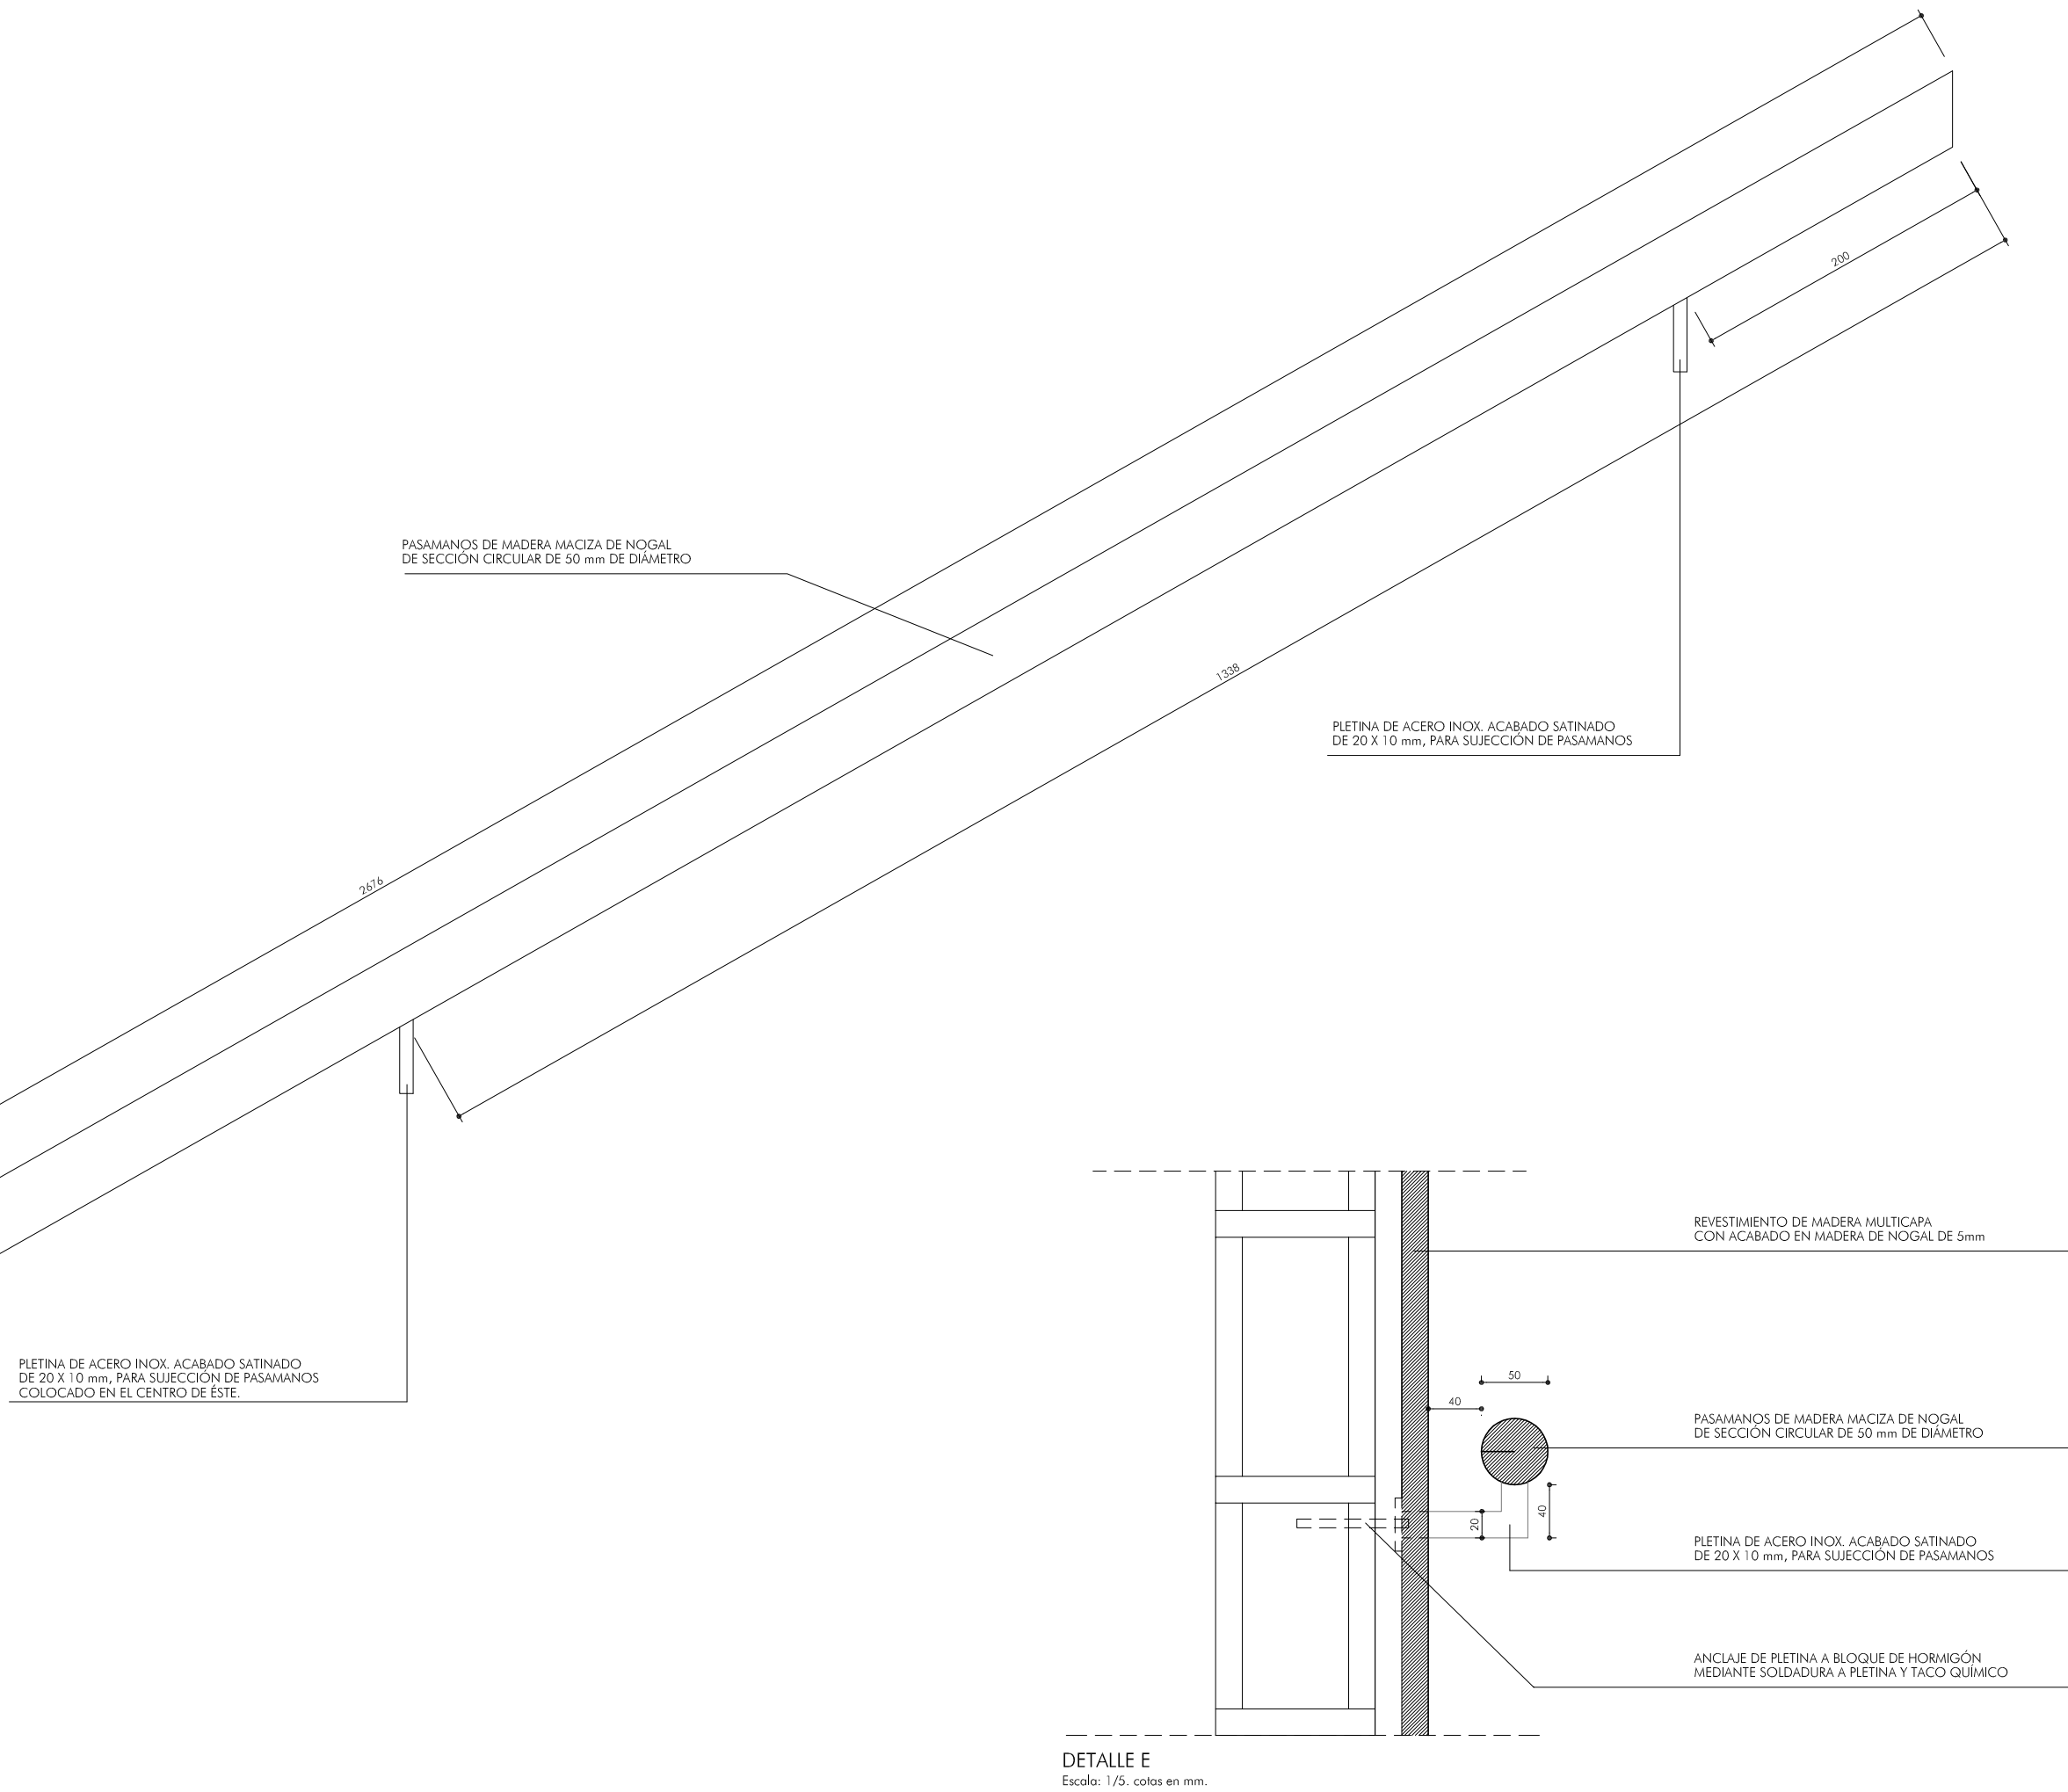 200
PASAMANOS DE MADERA MACIZA DE NOGAL
DE SECCIÓN CIRCULAR DE 50 mm DE DIÁMETRO
1338
PLETINA DE ACERO INOX. ACABADO SATINADO
DE 20 X 10 mm, PARA SUJECCIÓN DE PASAMANOS
2676
PLETINA DE ACERO INOX. ACABADO SATINADO
DE 20 X 10 mm, PARA SUJECCIÓN DE PASAMANOS
COLOCADO EN EL CENTRO DE ÉSTE.
REVESTIMIENTO DE MADERA MULTICAPA
CON ACABADO EN MADERA DE NOGAL DE 5mm
50
40
PASAMANOS DE MADERA MACIZA DE NOGAL
DE SECCIÓN CIRCULAR DE 50 mm DE DIÁMETRO
20
40
PLETINA DE ACERO INOX. ACABADO SATINADO
DE 20 X 10 mm, PARA SUJECCIÓN DE PASAMANOS
ANCLAJE DE PLETINA A BLOQUE DE HORMIGÓN
MEDIANTE SOLDADURA A PLETINA Y TACO QUÍMICO
DETALLE E
Escala: 1/5. cotas en mm.